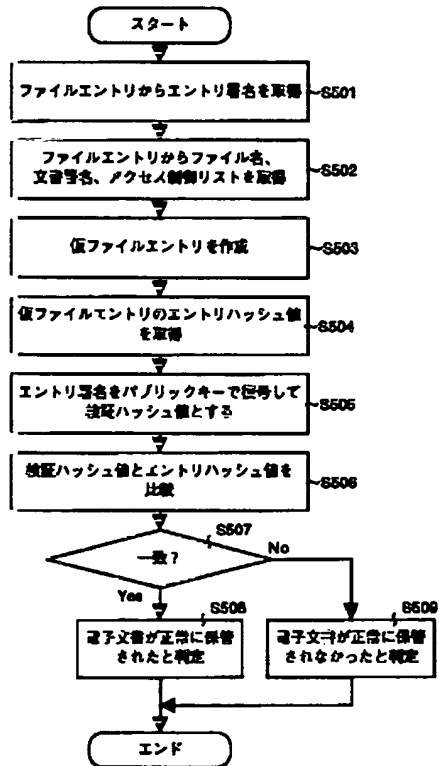 スタート
ファイルエントリからエントリ署名を取得
S501
ファイルエントリからファイル名、
文書署名、アクセス制御リストを取得
S502
仮ファイルエントリを作成
S503
仮ファイルエントリのエントリハッシュ値
を取得
S504
エントリ署名をパブリックキーで復号して
検証ハッシュ値とする
S505
検証ハッシュ値とエントリハッシュ値を
比較
S506
S507
一致?
No
Yes
S508
S509
電子文書が正常に保管
されたと判定
電子文書が正常に保管
されなかったと判定
エンド